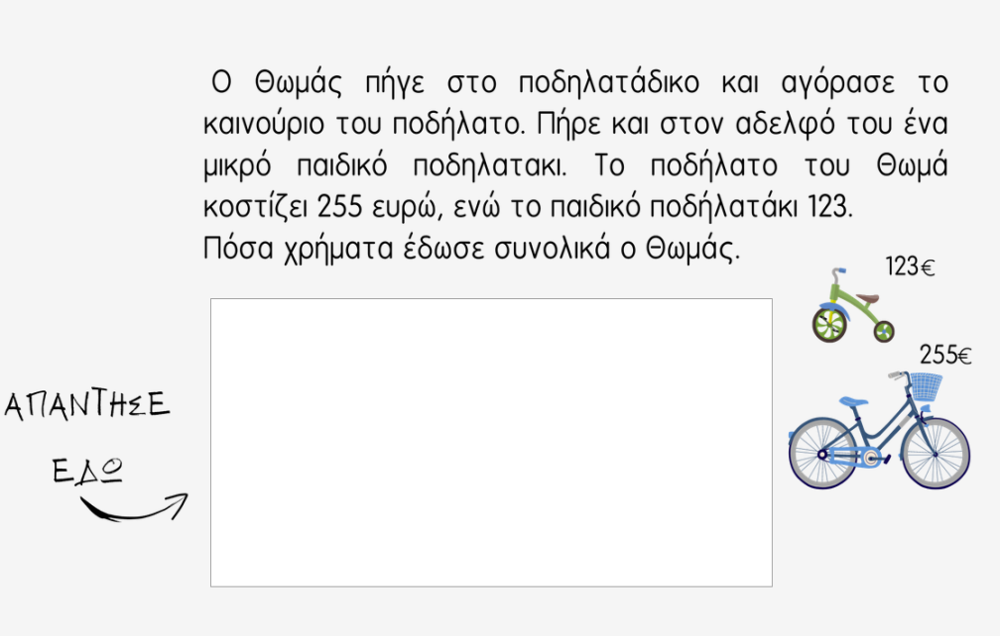 Ο Θωμάς πήγε στο ποδηλατάδικο και αγόρασε το
καινούριο του ποδήλατο. Πήρε και στον αδελφό του ένα
μικρό παιδικό ποδηλατακι. Το ποδήλατο του Θωμά
κοστίζει 255 ευρώ, ενώ το παιδικό ποδήλατάκι 123.
Πόσα χρήματα έδωσε συνολικά ο Θωμάς.
123€
255€
ΑΠΑΝΤΗΣΕ
ΕΔΩ